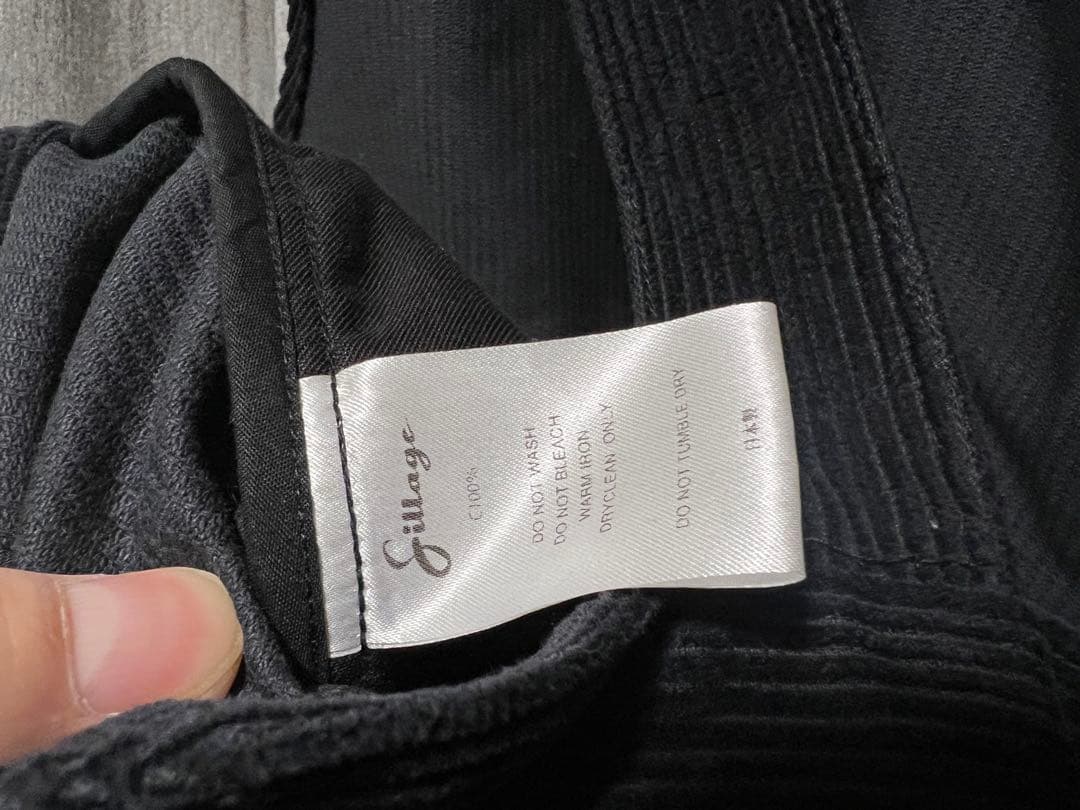 Sillage
C100%
DO NOT WASH
DO NOT BLEACH
WARM IRON
DRYCLEAN ONLY
DO NOT TUMBLE DRY
日本製